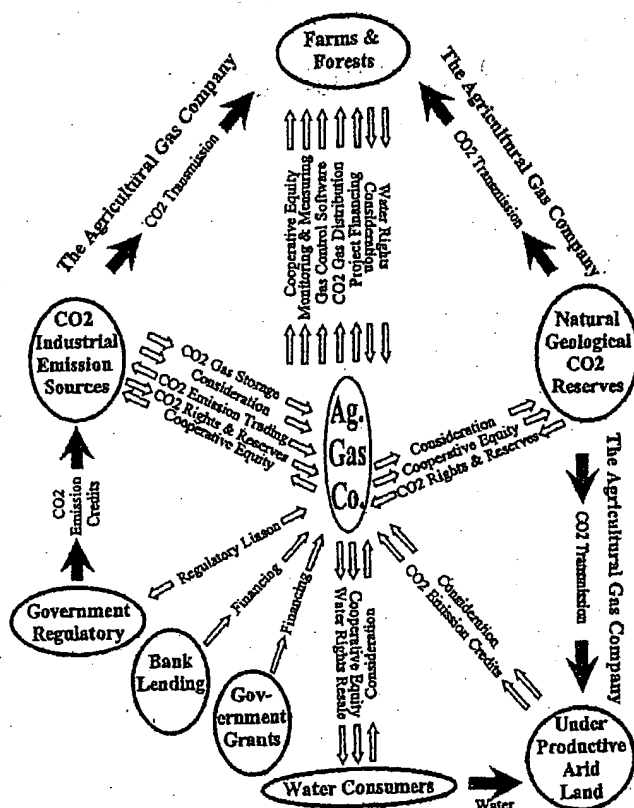 Farms &
Forests
The Agricultural Gas Company
CO2 Transmission
The Agricultural Gas Company
CO2 Transmission
Cooperative Equity
Monitoring & Measuring
Gas Control Software
CO2 Gas Distribution
Project Financing
Consideration
Water Rights
CO2
Industrial
Emission
Sources
Natural
Geological
CO2
Reserves
CO2 Gas Storage
Consideration
CO2 Emission Trading
CO2 Rights & Reserves
Cooperative Equity
Ag.
Gas
Co.
Consideration
Cooperative Equity
CO2 Rights & Reserves
CO2
Emission
Credits
The Agricultural Gas Company
CO2 Transmission
Regulatory Liason
Financing
Financing
Water Rights Resale
Cooperative Equity
Consideration
Consideration
CO2 Emission Credits
Government
Regulatory
Bank
Lending
Gov-
ernment
Grants
Water Consumers
Water
Under
Productive
Arid
Land